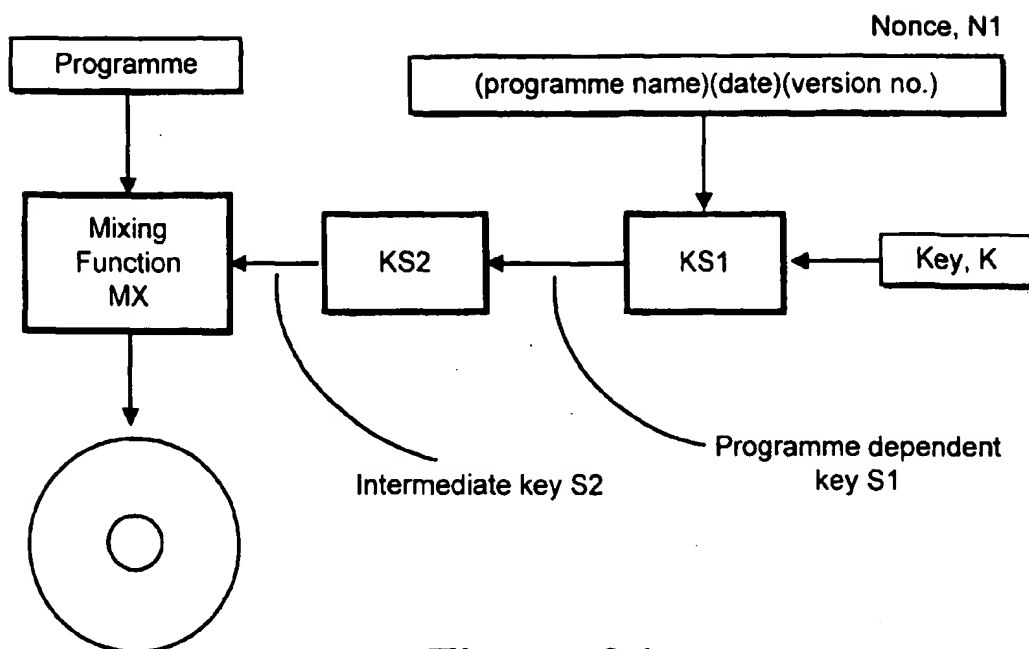 Nonce, N1
Programme
(programme name)(date)(version no.)
Mixing
Function
MX
KS2
KS1
Key, K
Intermediate key S2
Programme dependent
key S1